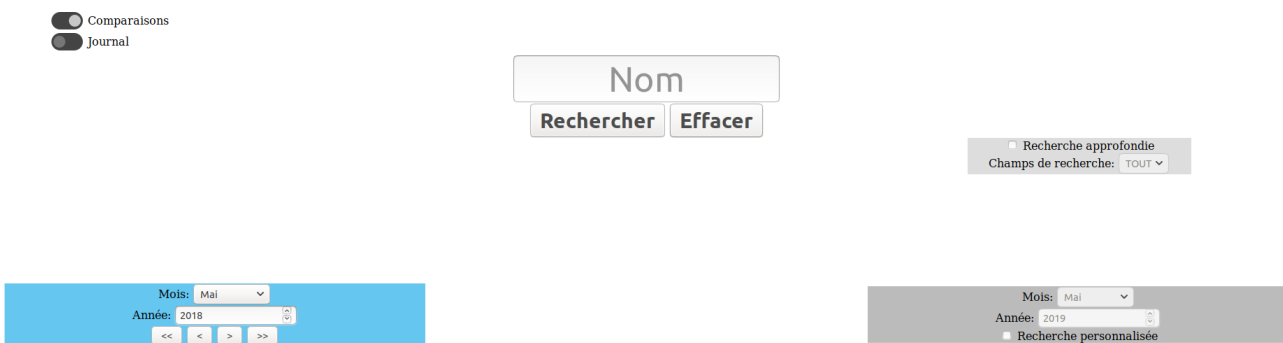 Comparaisons
Journal
Nom
Rechercher Effacer
Recherche approfondie
Champs de recherche: TOUT
Mois: Mai
Année: 2018
<< < > >>
Mois: Mai
Année: 2019
Recherche personnalisée